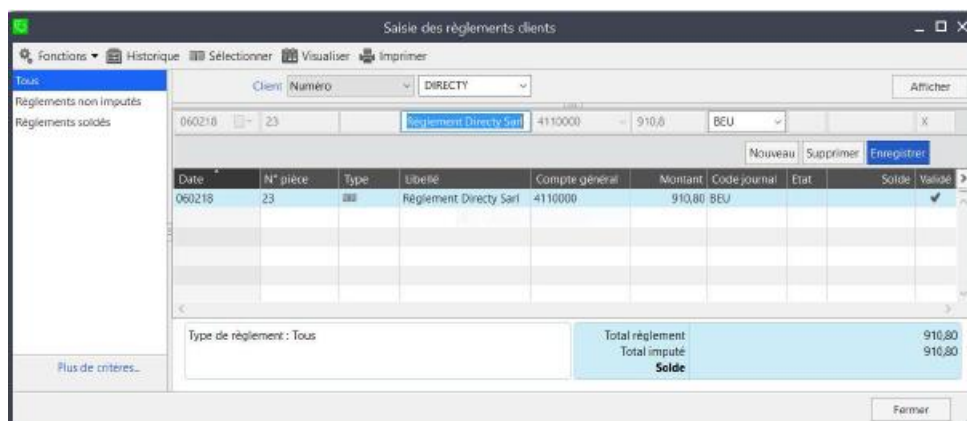 Saisie des règlements clients
Fonctions Historique Sélectionner Visualiser Imprimer
Tous
Règlements non imputés
Règlements soldés
Plus de critères...
Client Numéro DIRECTY Afficher
060218 23 Règlement Directy Sarl 4110000 910,8 BEU X
Nouveau Supprimer Enregistrer
Date N° pièce Type Libellé Compte général Montant Code journal Etat Solde Validé
060218 23 Règlement Directy Sarl 4110000 910,80 BEU
Type de règlement : Tous
Total règlement 910,80
Total imputé 910,80
Solde
Fermer